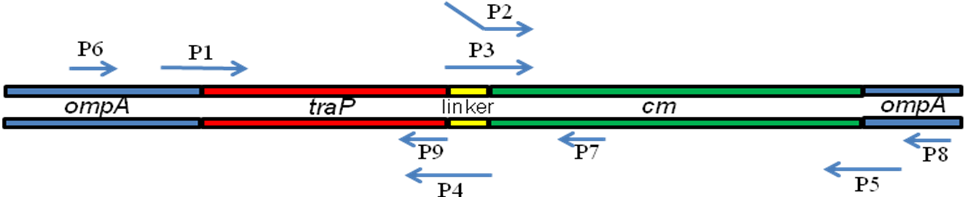 P2
P6 P1 P3
ompA traP linker cm ompA
P9 P7 P8
P4 P5